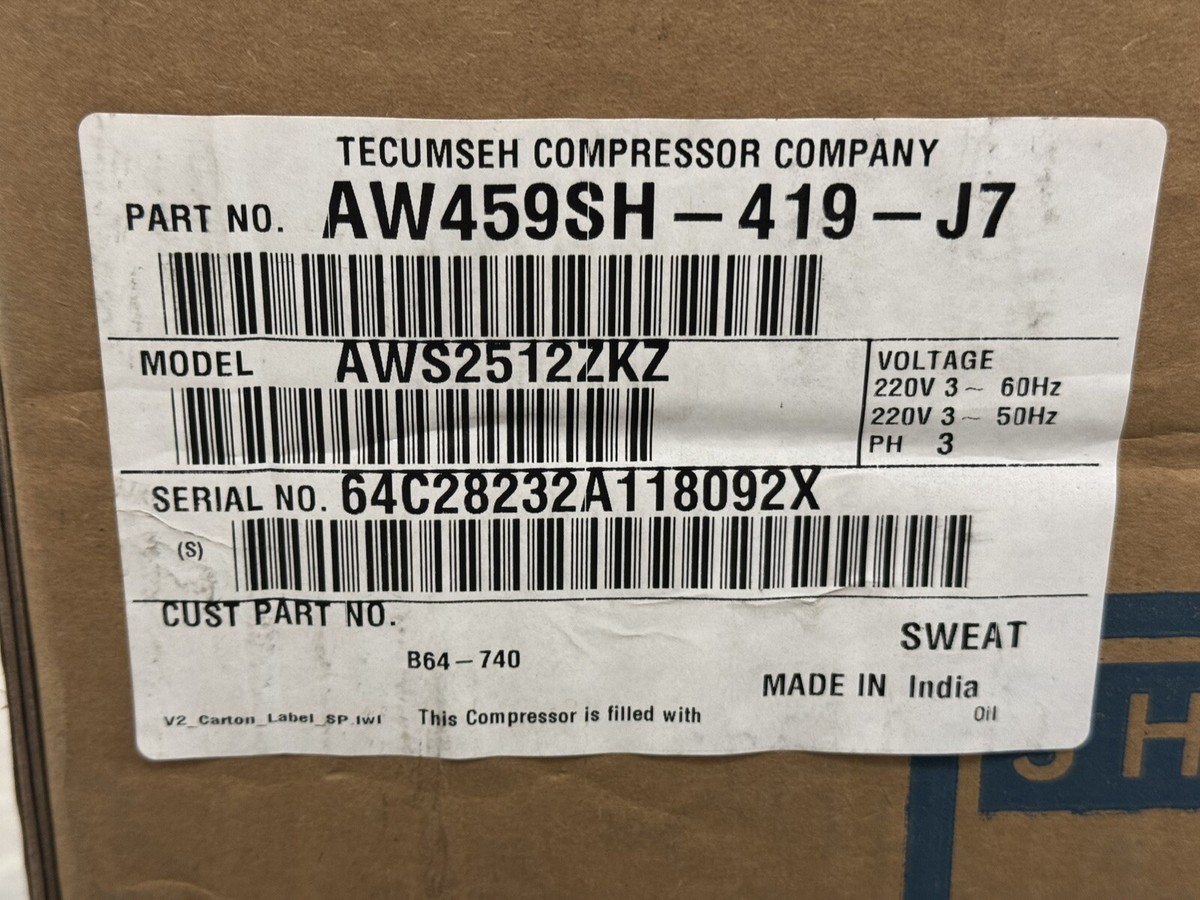 TECUMSEH COMPRESSOR COMPANY
PART NO. AW459SH-419-J7
MODEL AWS2512ZKZ
VOLTAGE
220V 3~ 60Hz
220V 3~ 50Hz
PH 3
SERIAL NO. 64C28232A118092X
(S)
CUST PART NO.
SWEAT
B64-740
MADE IN India
V2_Carton_Label_SP.lwl This Compressor is filled with Oil